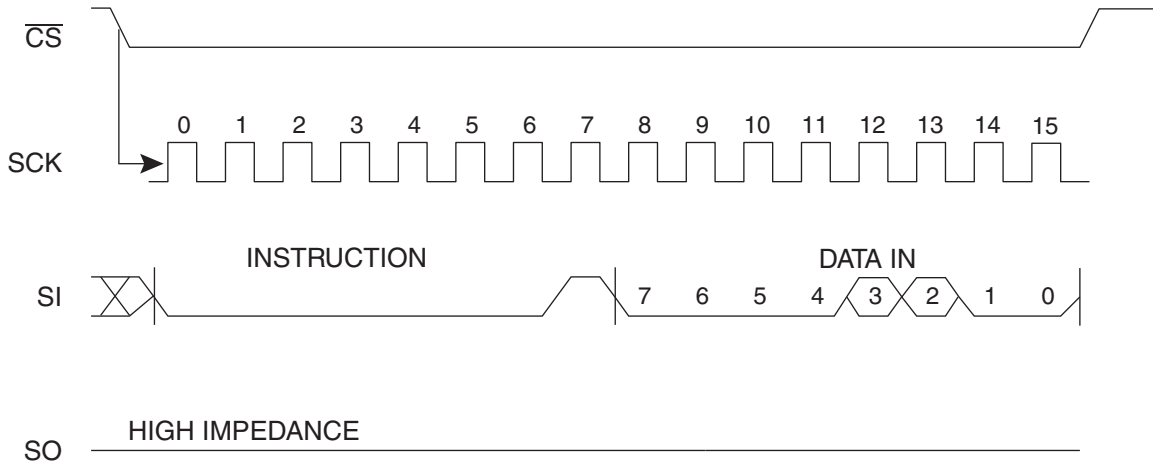 CS
0 1 2 3 4 5 6 7 8 9 10 11 12 13 14 15
SCK
INSTRUCTION DATA IN
SI 7 6 5 4 3 2 1 0
HIGH IMPEDANCE
SO